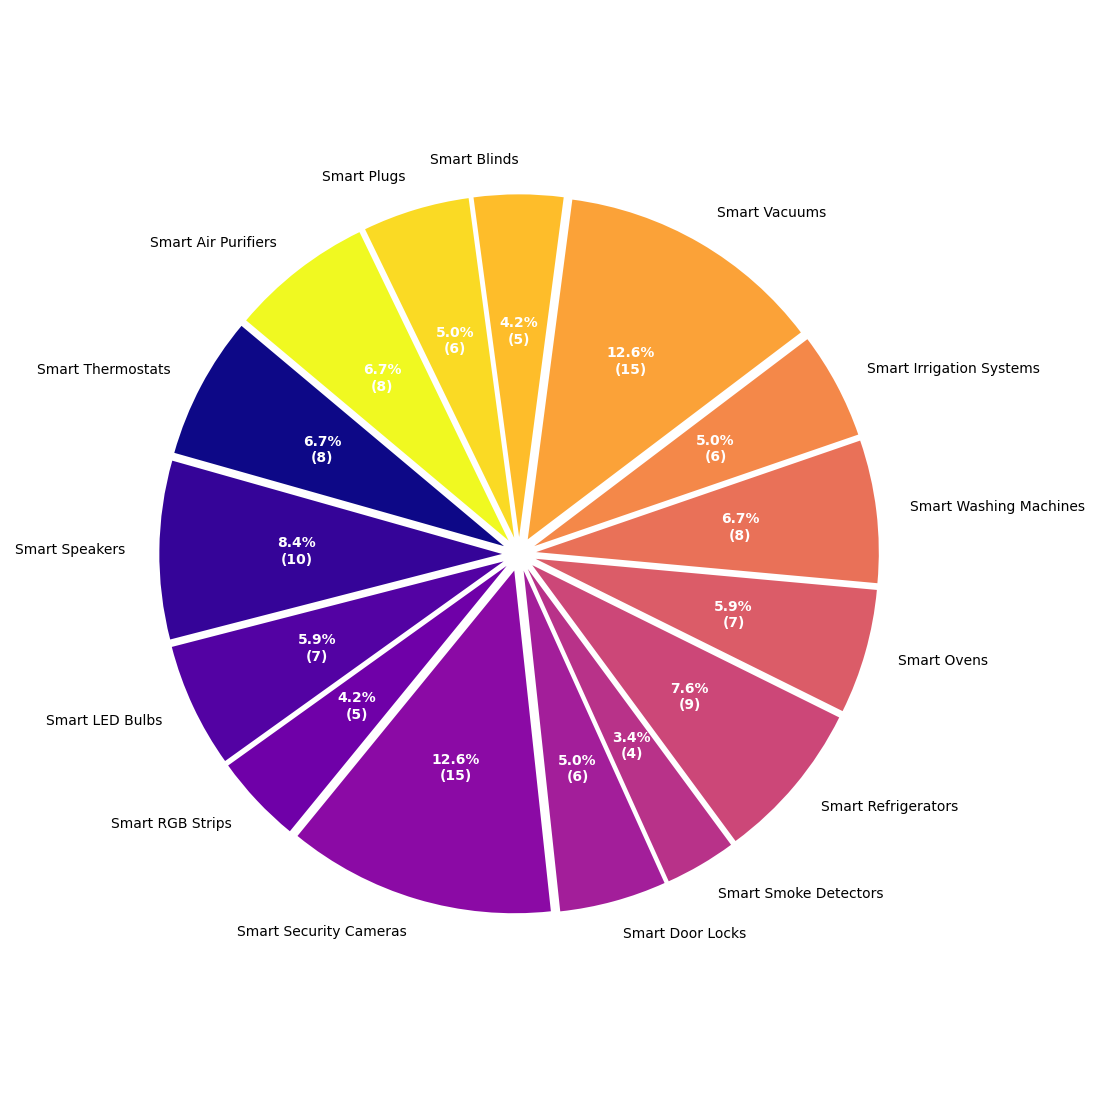 Smart Blinds
Smart Plugs
Smart Vacuums
Smart Air Purifiers
4.2%
(5)
5.0%
(6)
12.6%
(15)
6.7%
(8)
Smart Thermostats
Smart Irrigation Systems
6.7%
(8)
5.0%
(6)
Smart Washing Machines
6.7%
(8)
Smart Speakers
8.4%
(10)
5.9%
(7)
Smart Ovens
5.9%
(7)
Smart LED Bulbs
7.6%
(9)
4.2%
(5)
3.4%
(4)
12.6%
(15)
5.0%
(6)
Smart Refrigerators
Smart RGB Strips
Smart Smoke Detectors
Smart Security Cameras
Smart Door Locks